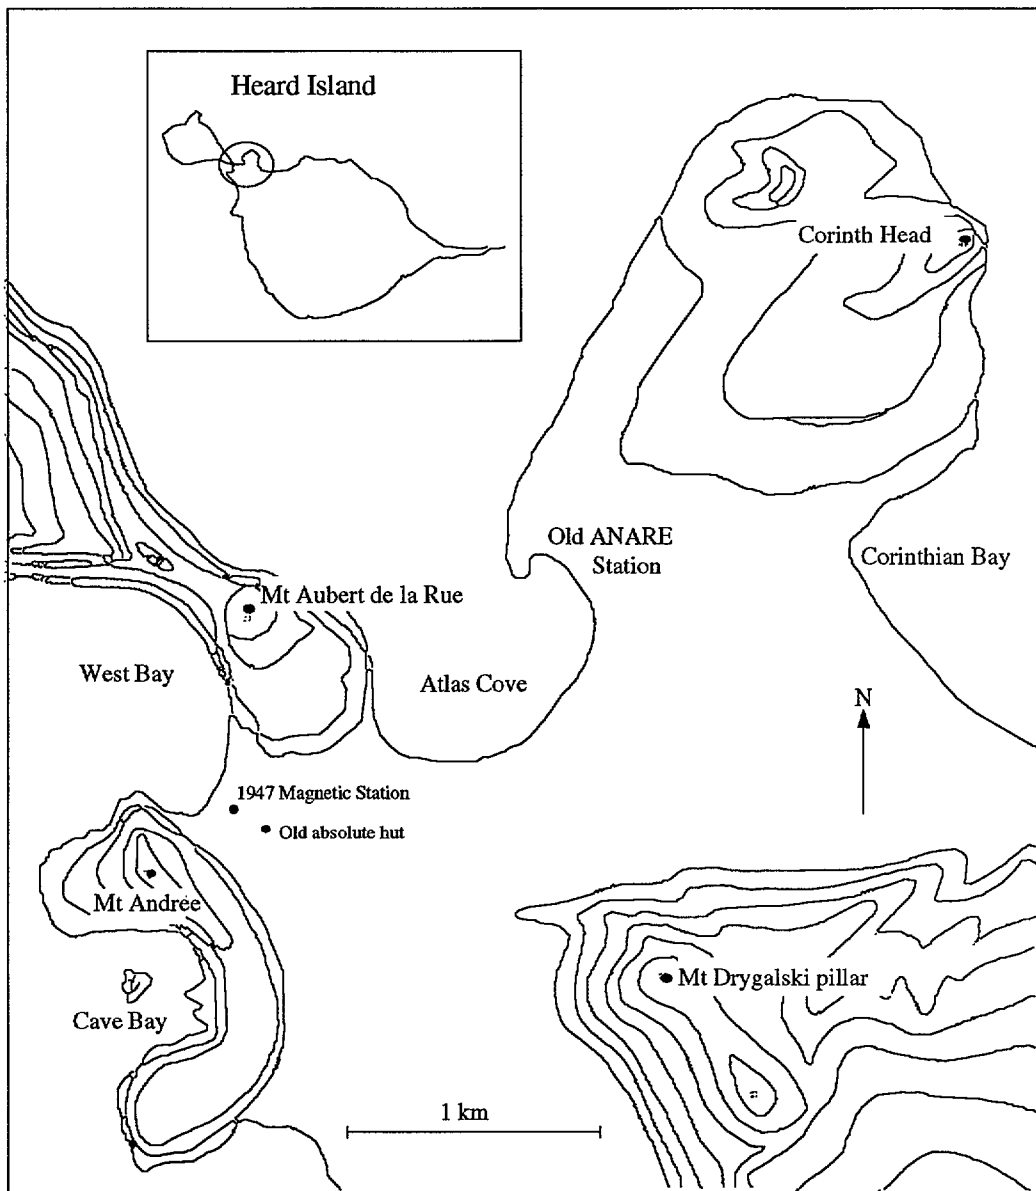 Heard Island
Corinth Head
Old ANARE
Station
Corinthian Bay
Mt Aubert de la Rue
West Bay
Atlas Cove
N
1947 Magnetic Station
Old absolute hut
Mt Andrée
Mt Drygalski pillar
Cave Bay
1 km